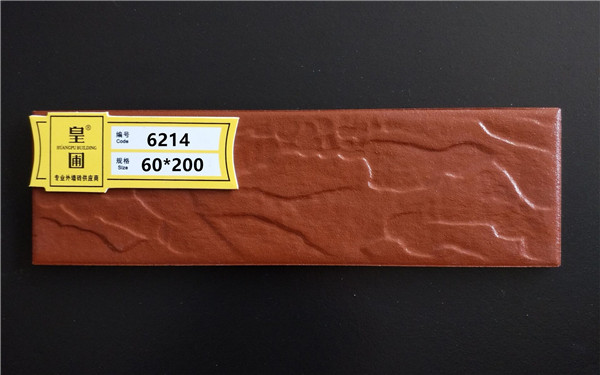 皇®
HUANGPU BUILDING
圃
专业外墙砖供应商
编号
Code
6214
规格
Size
60*200